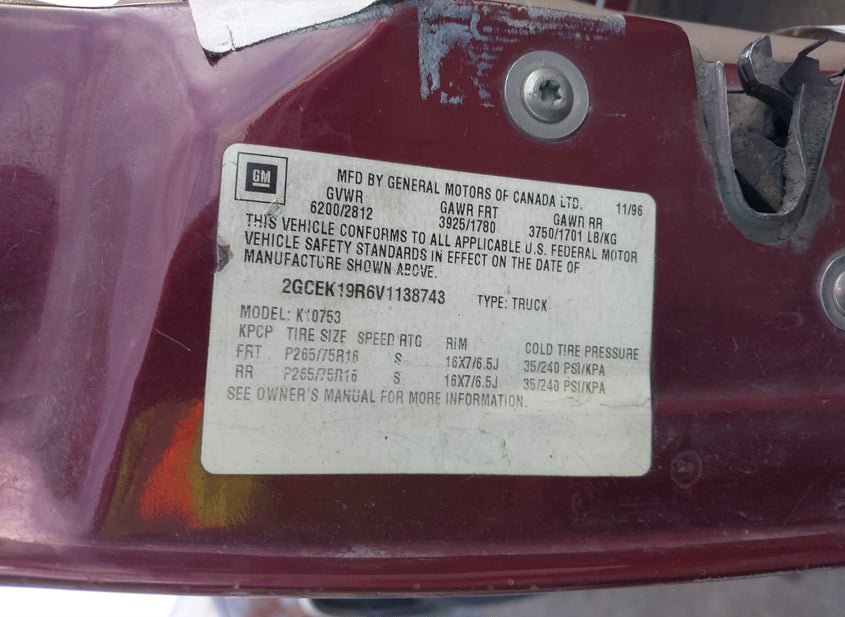 GM
MFD BY GENERAL MOTORS OF CANADA LTD. 11/96
GVWR GAWR FRT GAWR RR
6200/2812 3925/1780 3750/1701 LB/KG
THIS VEHICLE CONFORMS TO ALL APPLICABLE U.S. FEDERAL MOTOR
VEHICLE SAFETY STANDARDS IN EFFECT ON THE DATE OF
MANUFACTURE SHOWN ABOVE.
2GCEK19R6V1138743 TYPE: TRUCK
MODEL: K10753
KPCP TIRE SIZE SPEED RTG RIM COLD TIRE PRESSURE
FRT P265/75R16 S 16X7/6.5J 35/240 PSI/KPA
RR P265/75R16 S 16X7/6.5J 35/240 PSI/KPA
SEE OWNER'S MANUAL FOR MORE INFORMATION.